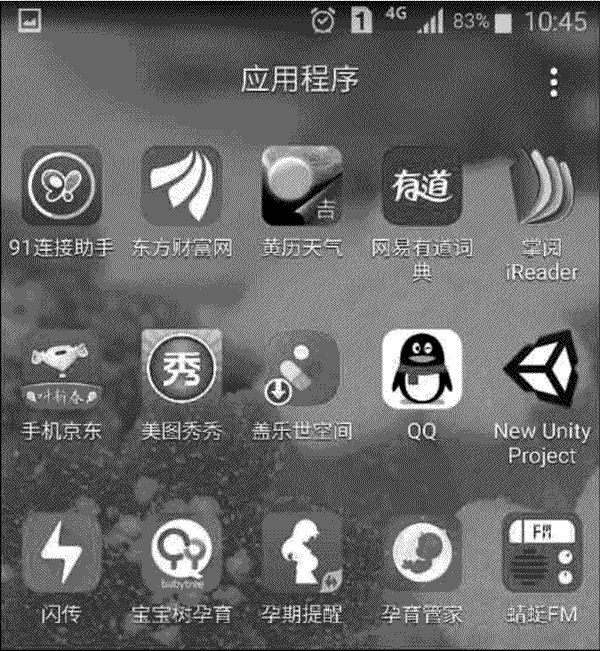 1 4G 83% 10:45
应用程序
吉 有道
91连接助手 东方财富网 黄历天气 网易有道词典 掌阅 iReader
叶新春 秀
手机京东 美图秀秀 盖乐世空间 QQ New Unity Project
babytree FM
闪传 宝宝树孕育 孕期提醒 孕育管家 蜻蜓FM